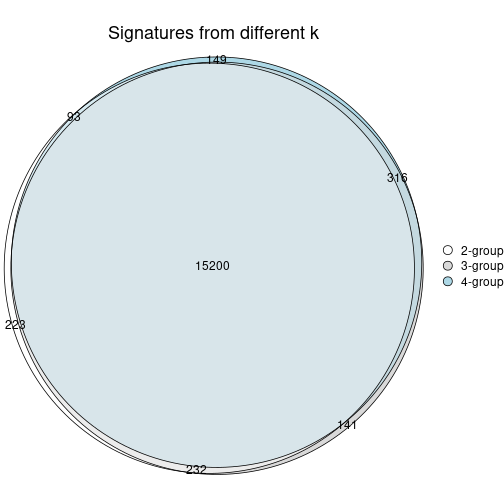 Signatures from different k
149
93
316
15200
223
141
232
2-group
3-group
4-group